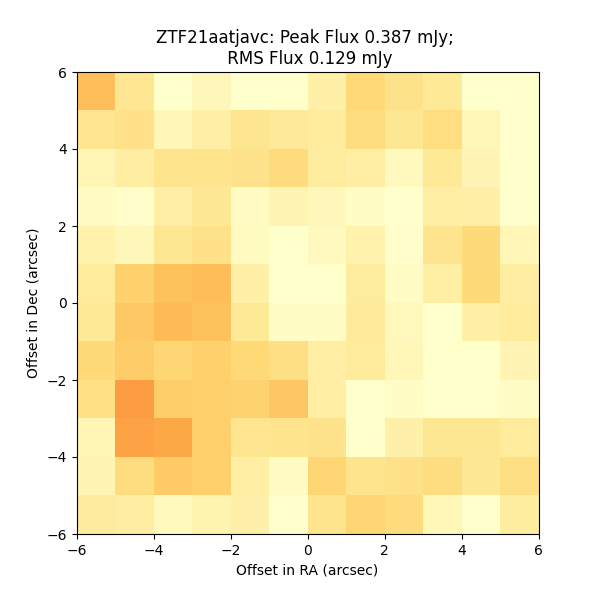 ZTF21aatjavc: Peak Flux 0.387 mJy;
RMS Flux 0.129 mJy
6
4
2
0
−2
−4
−6
Offset in Dec (arcsec)
−6 −4 −2 0 2 4 6
Offset in RA (arcsec)